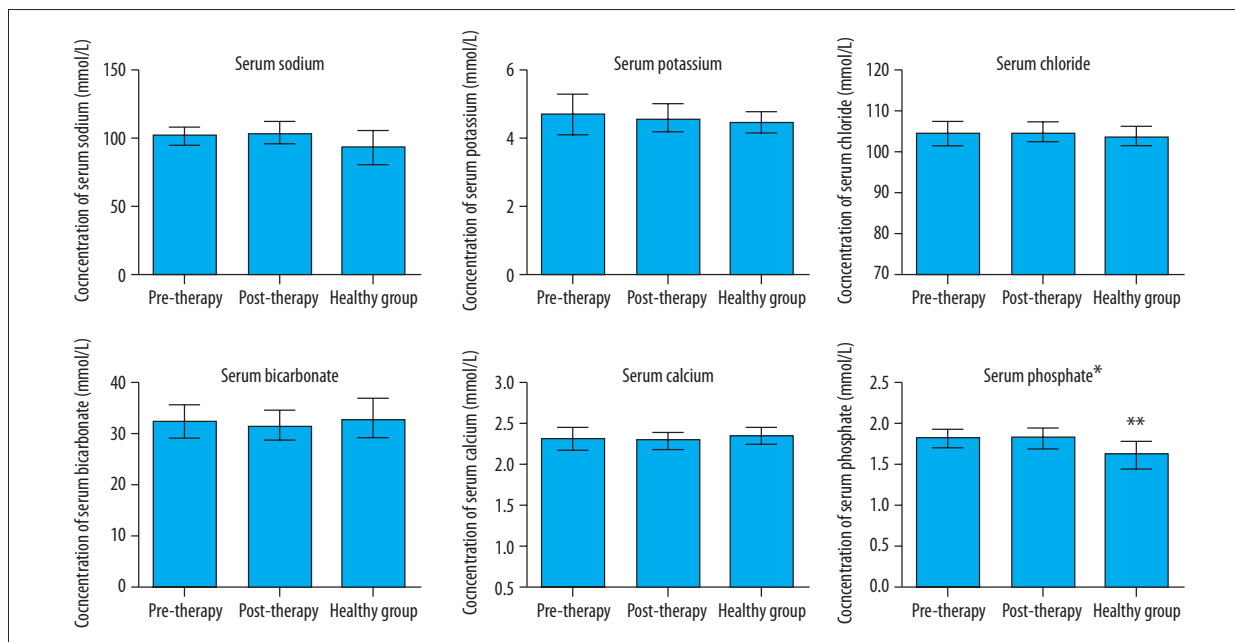 Cocncentration of serum sodium (mmol/L)
Serum sodium
150
100
50
0
Pre-therapy Post-therapy Healthy group
Cocncentration of serum potassium (mmol/L)
Serum potassium
6
4
2
0
Pre-therapy Post-therapy Healthy group
Cocncentration of serum chloride (mmol/L)
Serum chloride
120
110
100
90
80
70
Pre-therapy Post-therapy Healthy group
Cocncentration of serum bicarbonate (mmol/L)
Serum bicarbonate
40
30
20
10
0
Pre-therapy Post-therapy Healthy group
Cocncentration of serum calcium (mmol/L)
Serum calcium
3.0
2.5
2.0
1.5
1.0
0.5
Pre-therapy Post-therapy Healthy group
Cocncentration of serum phosphate (mmol/L)
Serum phosphate*
2.5
2.0
1.5
1.0
0.5
0.0
**
Pre-therapy Post-therapy Healthy group